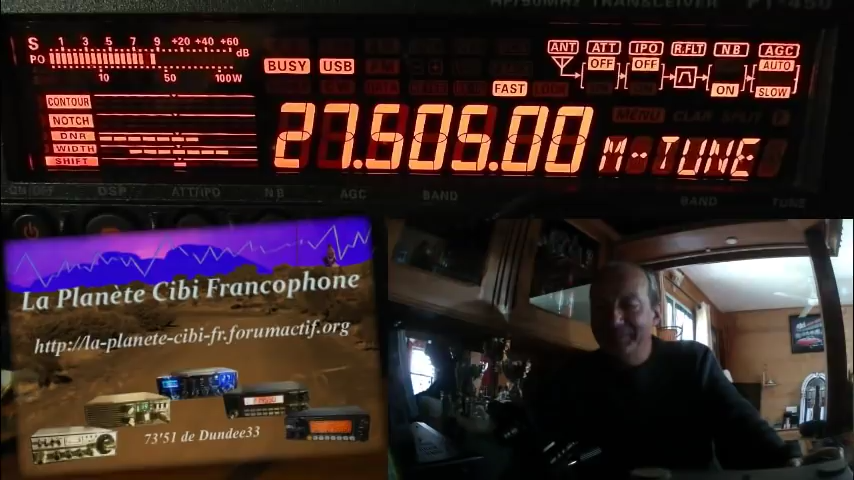 HF/50MHz TRANSCEIVER FT-450
S 1 3 5 7 9 +20 +40 +60 dB
PO 10 50 100W
BUSY USB
ANT ATT IPO R.FLT NB AGC
OFF OFF AUTO
ON SLOW
FAST
CONTOUR
NOTCH
DNR
WIDTH
SHIFT
27.505.00 M--TUNE
MENU CLAR SPLIT
DSP ATT/IPO NB AGC BAND BAND TUNE
La Planète Cibi Francophone
http://la-planete-cibi-fr.forumactif.org
73'51 de Dundee33